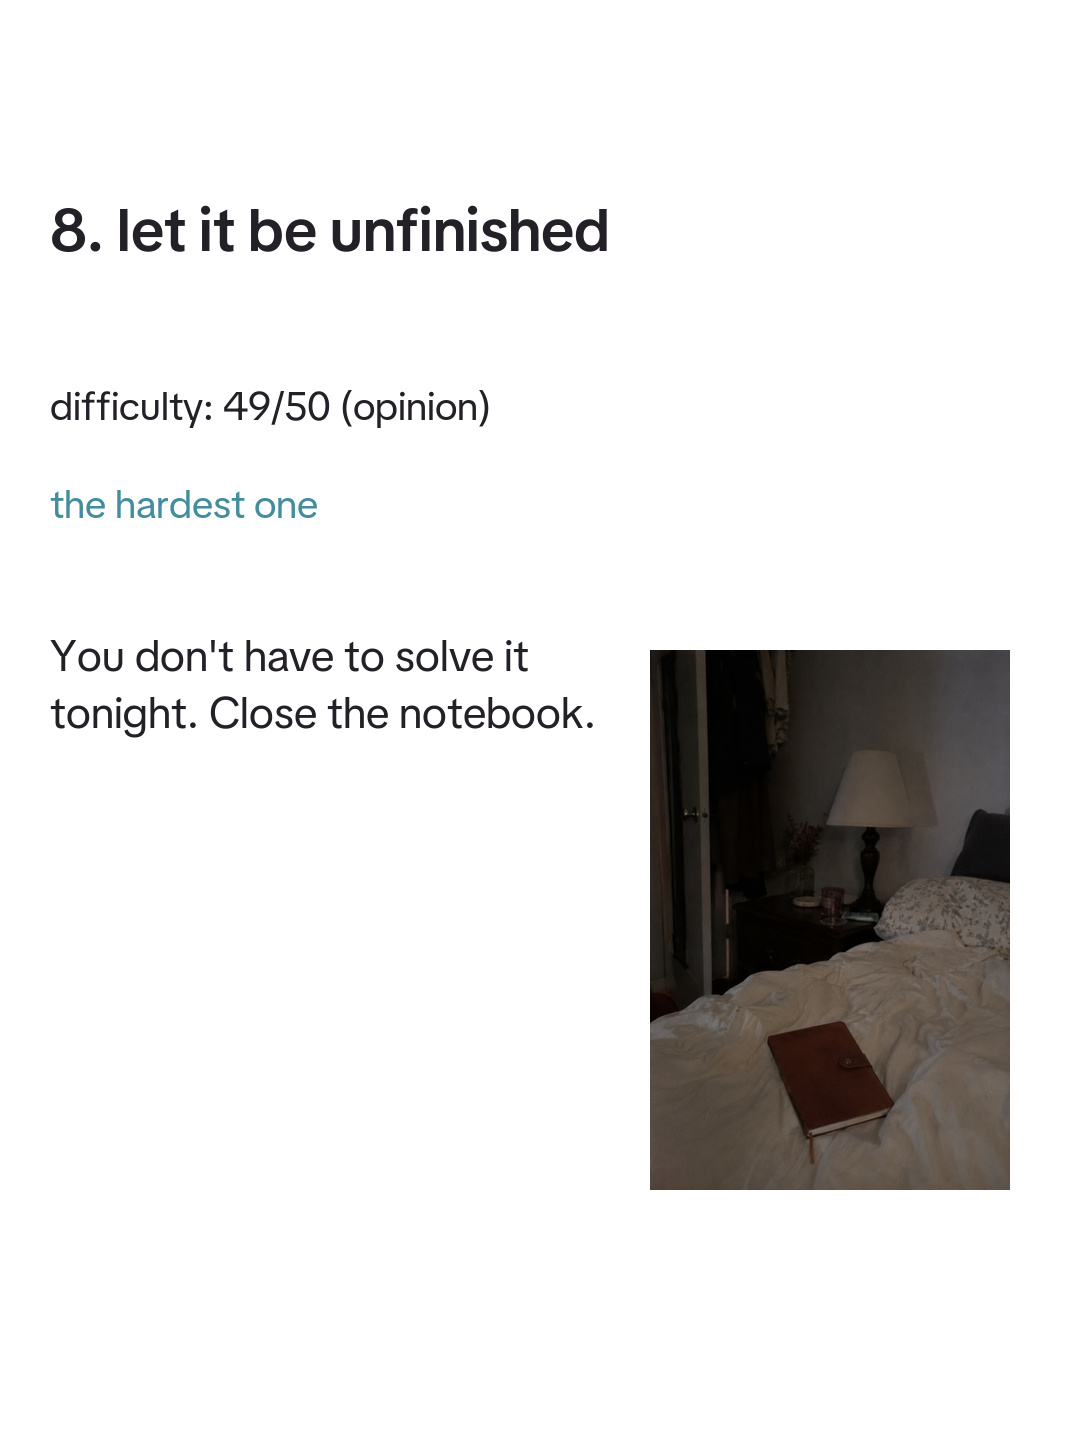 8. let it be unfinished
difficulty: 49/50 (opinion)
the hardest one
You don't have to solve it
tonight. Close the notebook.